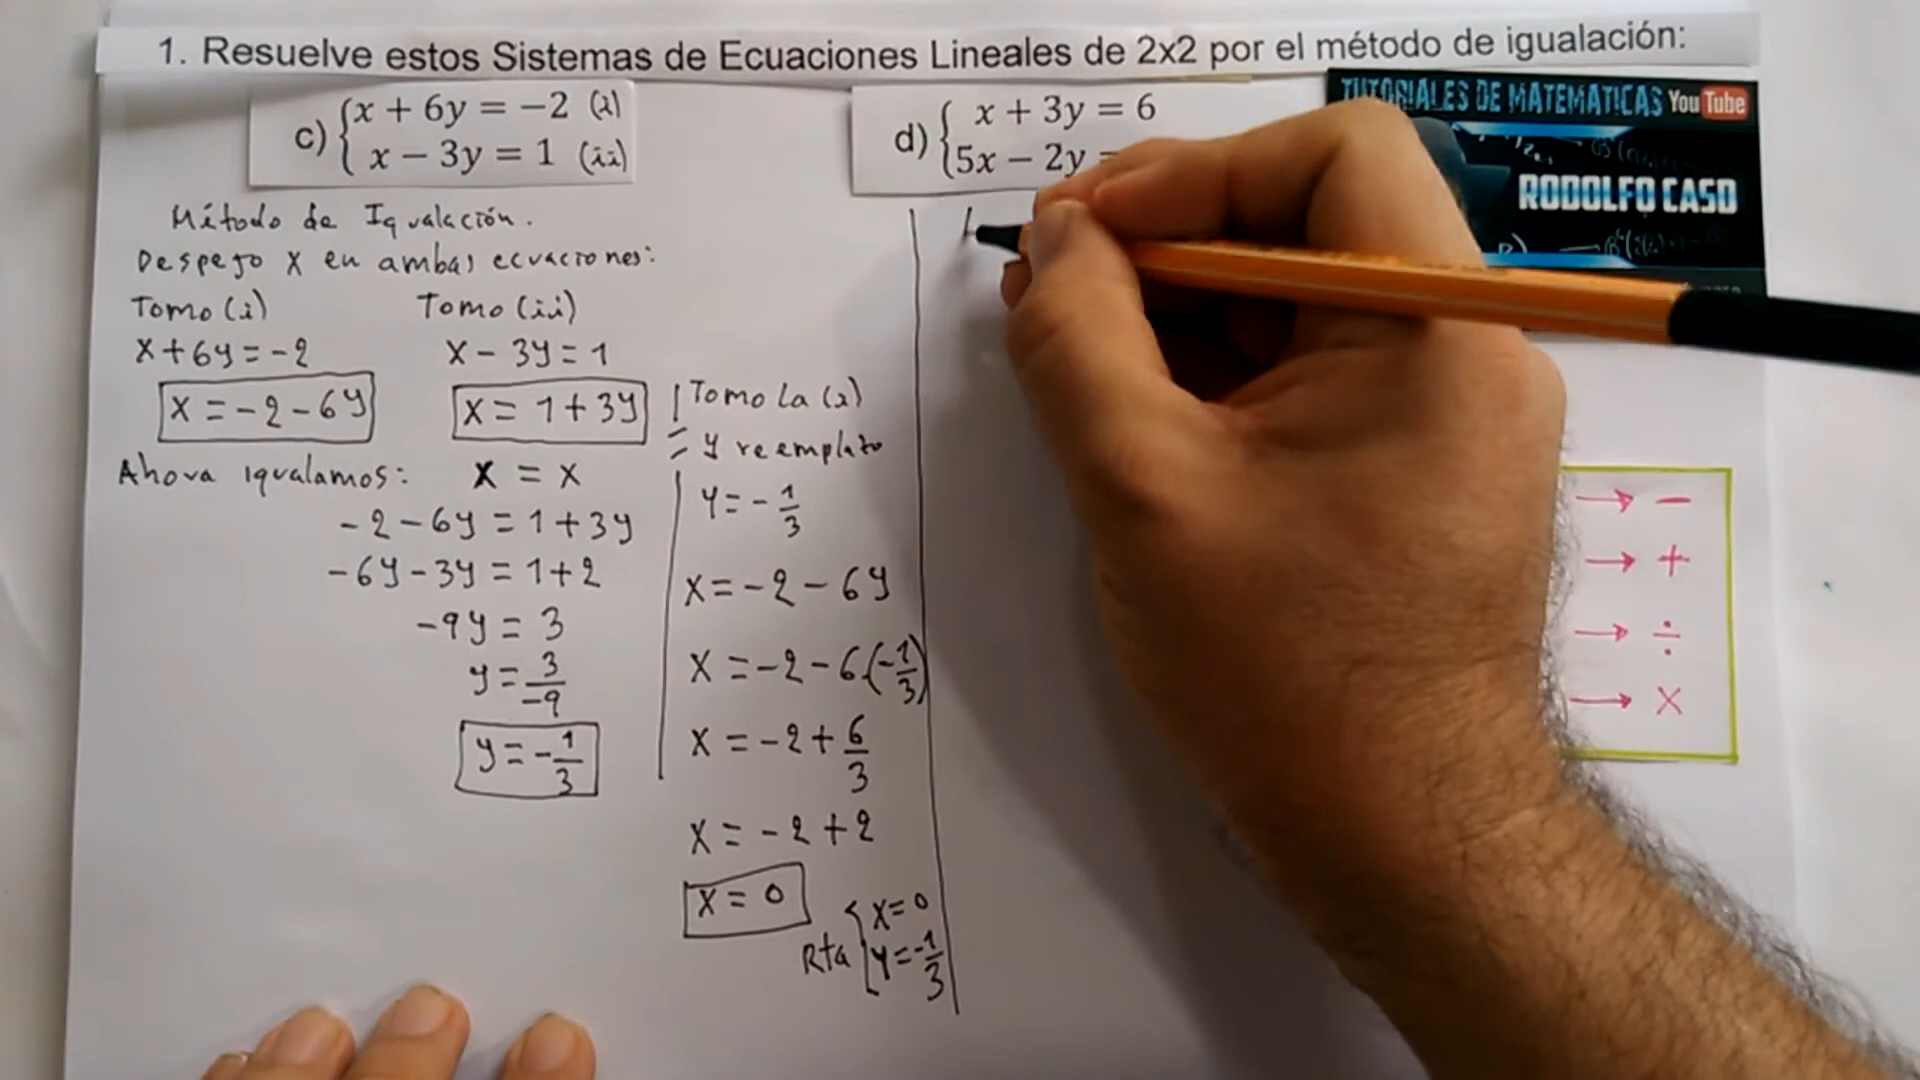 1. Resuelve estos Sistemas de Ecuaciones Lineales de 2x2 por el método de igualación:
c) { x + 6y = −2 (i)
x − 3y = 1 (ii)
Método de Igualación.
Despejo x en ambas ecuaciones:
Tomo (i)
x+6y=-2
x=-2-6y
Tomo (ii)
x-3y=1
x=1+3y
Ahora igualamos: x = x
-2-6y=1+3y
-6y-3y=1+2
-9y=3
y=3/-9
y=-1/3
Tomo La (i)
y reemplazo
y=-1/3
x=-2-6y
x=-2-6.(-1/3)
x=-2+6/3
x=-2+2
x=0
Rta { x=0
y=-1/3
d) { x + 3y = 6
5x − 2y =
TUTORIALES DE MATEMATICAS YouTube
RODOLFO CASO
→ −
→ +
→ ÷
→ ×